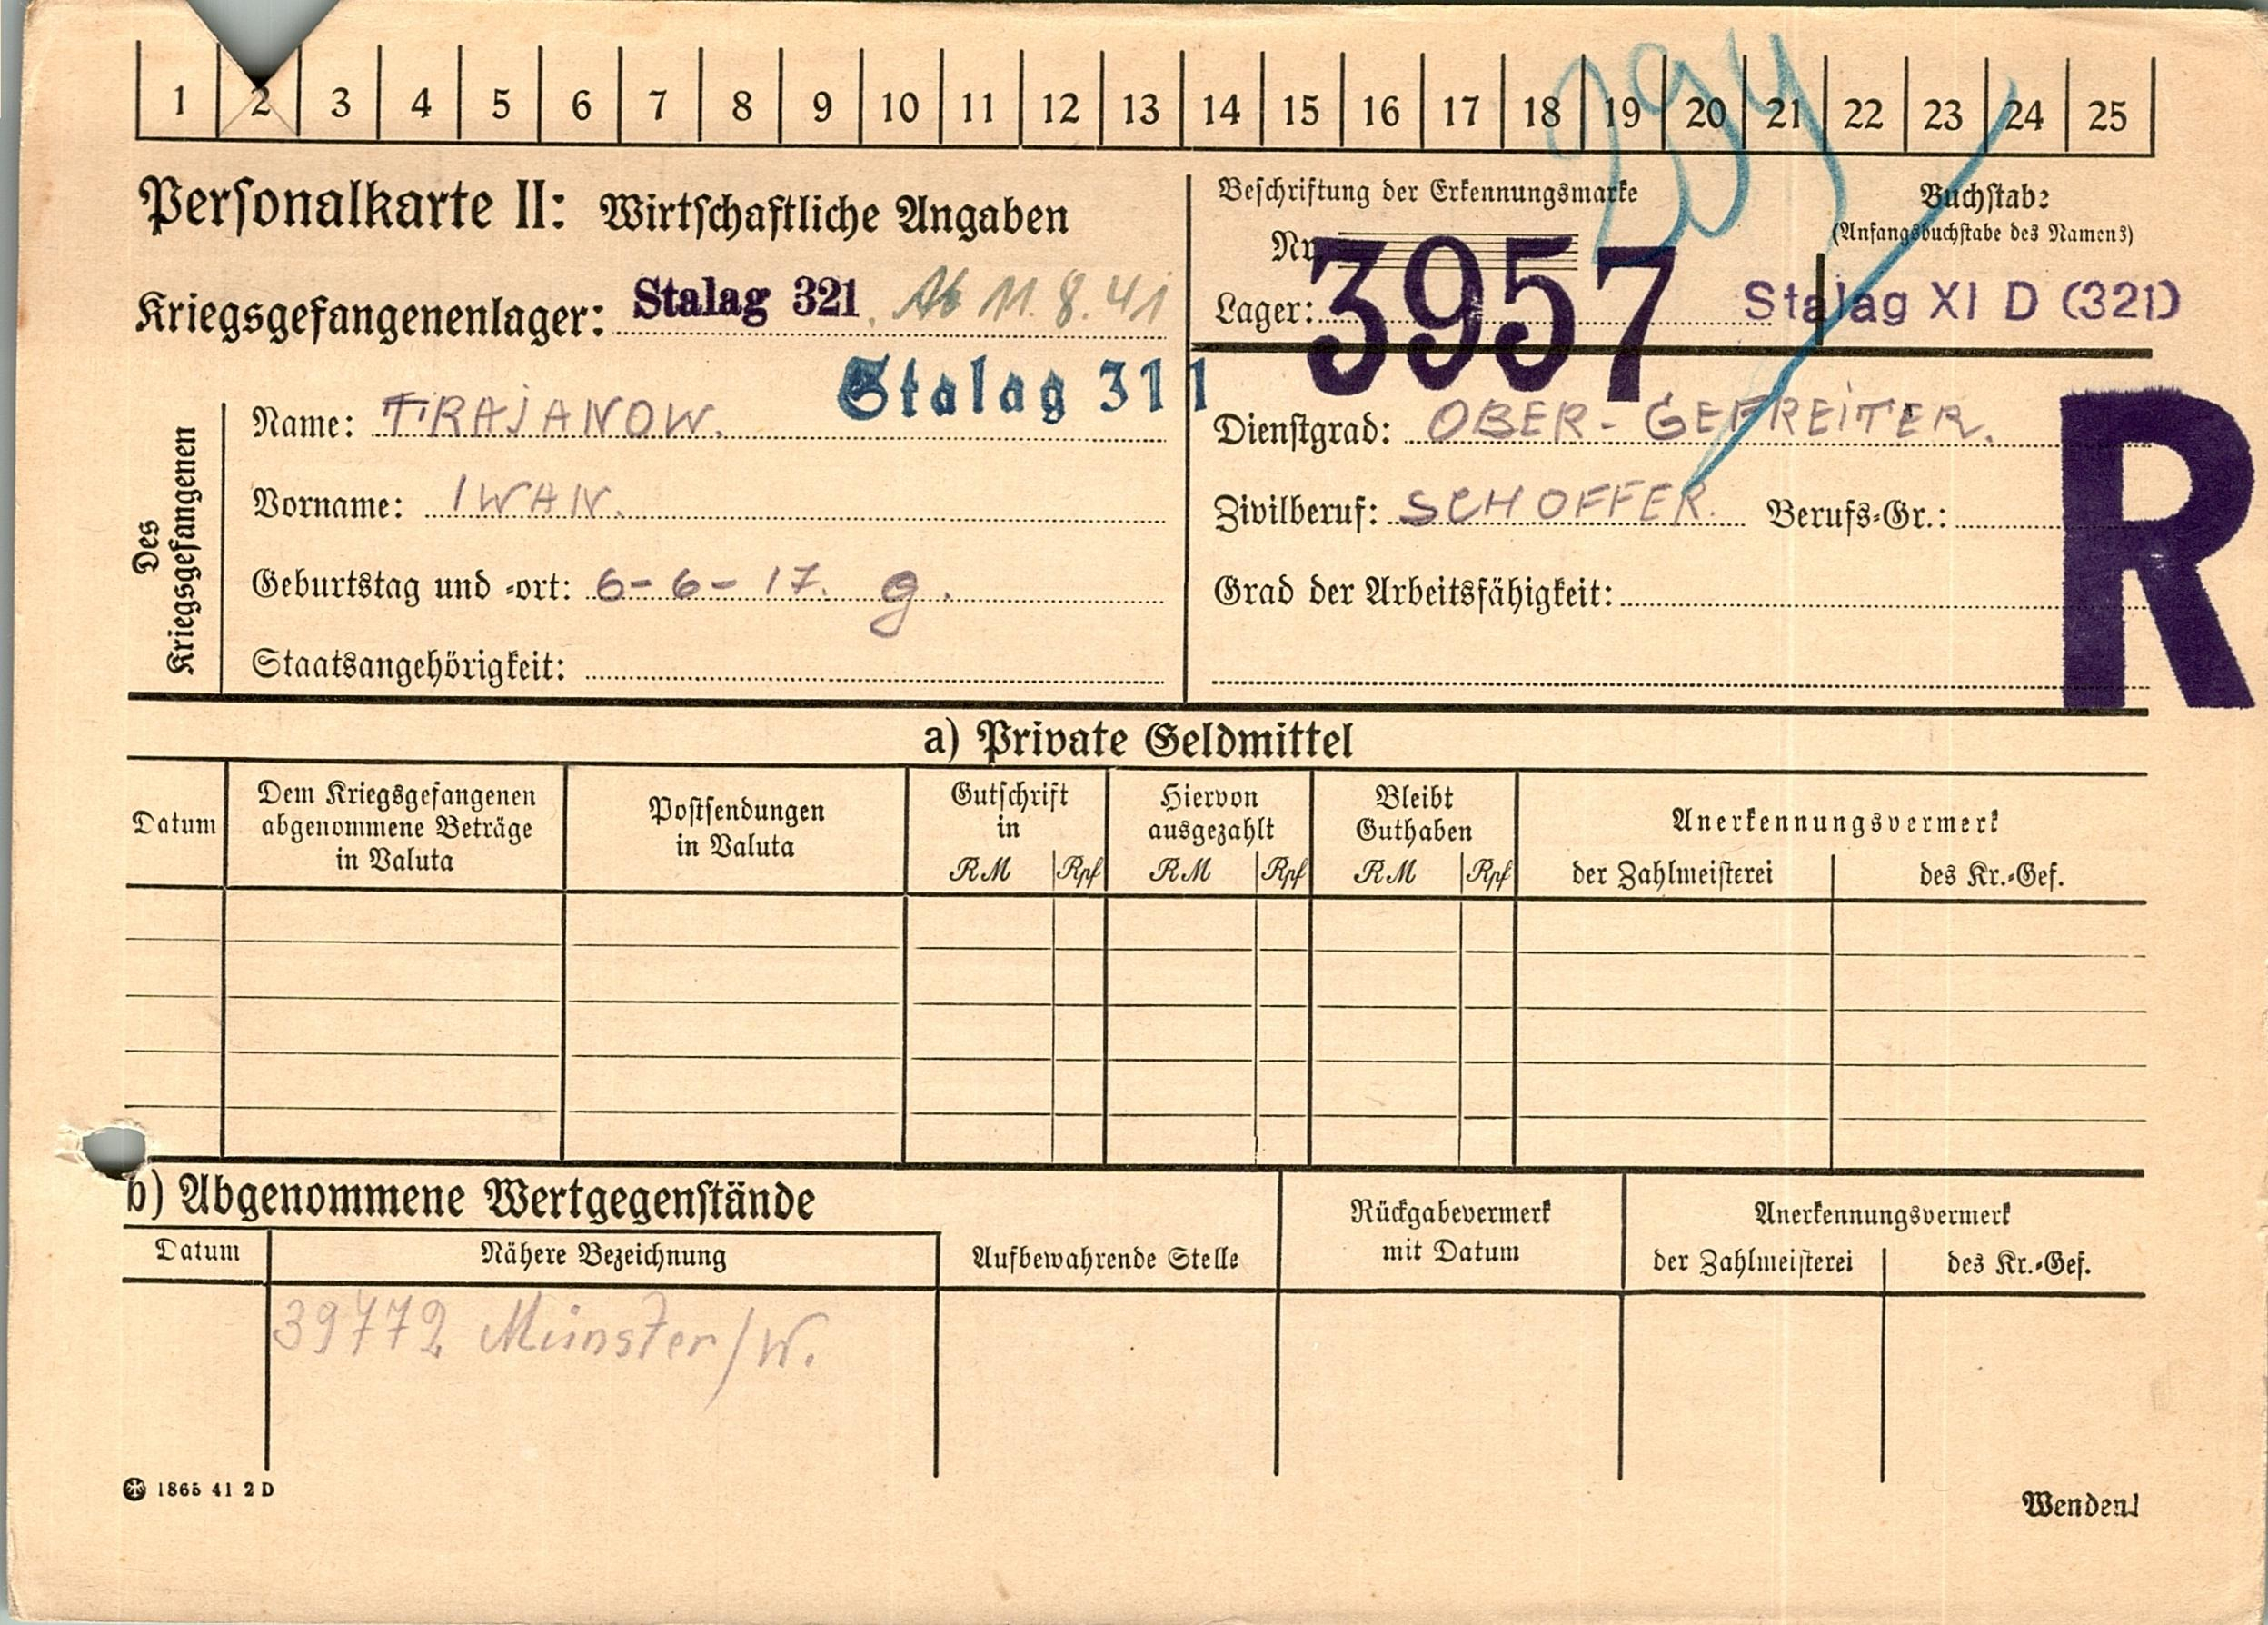 1 2 3 4 5 6 7 8 9 10 11 12 13 14 15 16 17 18 19 20 21 22 23 24 25
Personalkarte II: Wirtschaftliche Angaben
Beschriftung der Erkennungsmarke
Buchstabe
(Anfangsbuchstabe des Namens)
Nr. 3957
Kriegsgefangenenlager: Stalag 321. Ab 11.8.41
Lager: Stalag XI D (321)
Stalag 311
Des Kriegsgefangenen
Name: TRAJANOW.
Dienstgrad: OBER-GEFREITER.
R
Vorname: IWAN.
Zivilberuf: SCHOFFER. Berufs-Gr.:
Geburtstag und -ort: 6-6-17. g.
Grad der Arbeitsfähigkeit:
Staatsangehörigkeit:
a) Private Geldmittel
Datum
Dem Kriegsgefangenen
abgenommene Beträge
in Valuta
Postsendungen
in Valuta
Gutschrift
in
RM Rpf
Hiervon
ausgezahlt
RM Rpf
Bleibt
Guthaben
RM Rpf
Anerkennungsvermerk
der Zahlmeisterei des Kr.-Gef.
b) Abgenommene Wertgegenstände
Datum Nähere Bezeichnung
Aufbewahrende Stelle
Rückgabevermerk
mit Datum
Anerkennungsvermerk
der Zahlmeisterei des Kr.-Gef.
39772 Münster/W.
1865 41 2 D
Wenden!